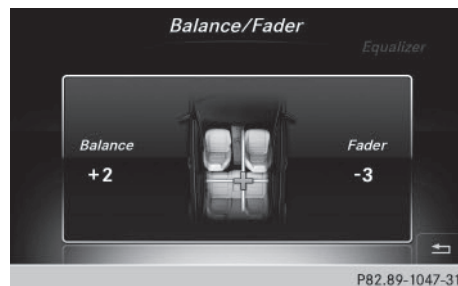 Balance/Fader
Equalizer
Balance
Fader
+2
-3
P82.89-1047-31